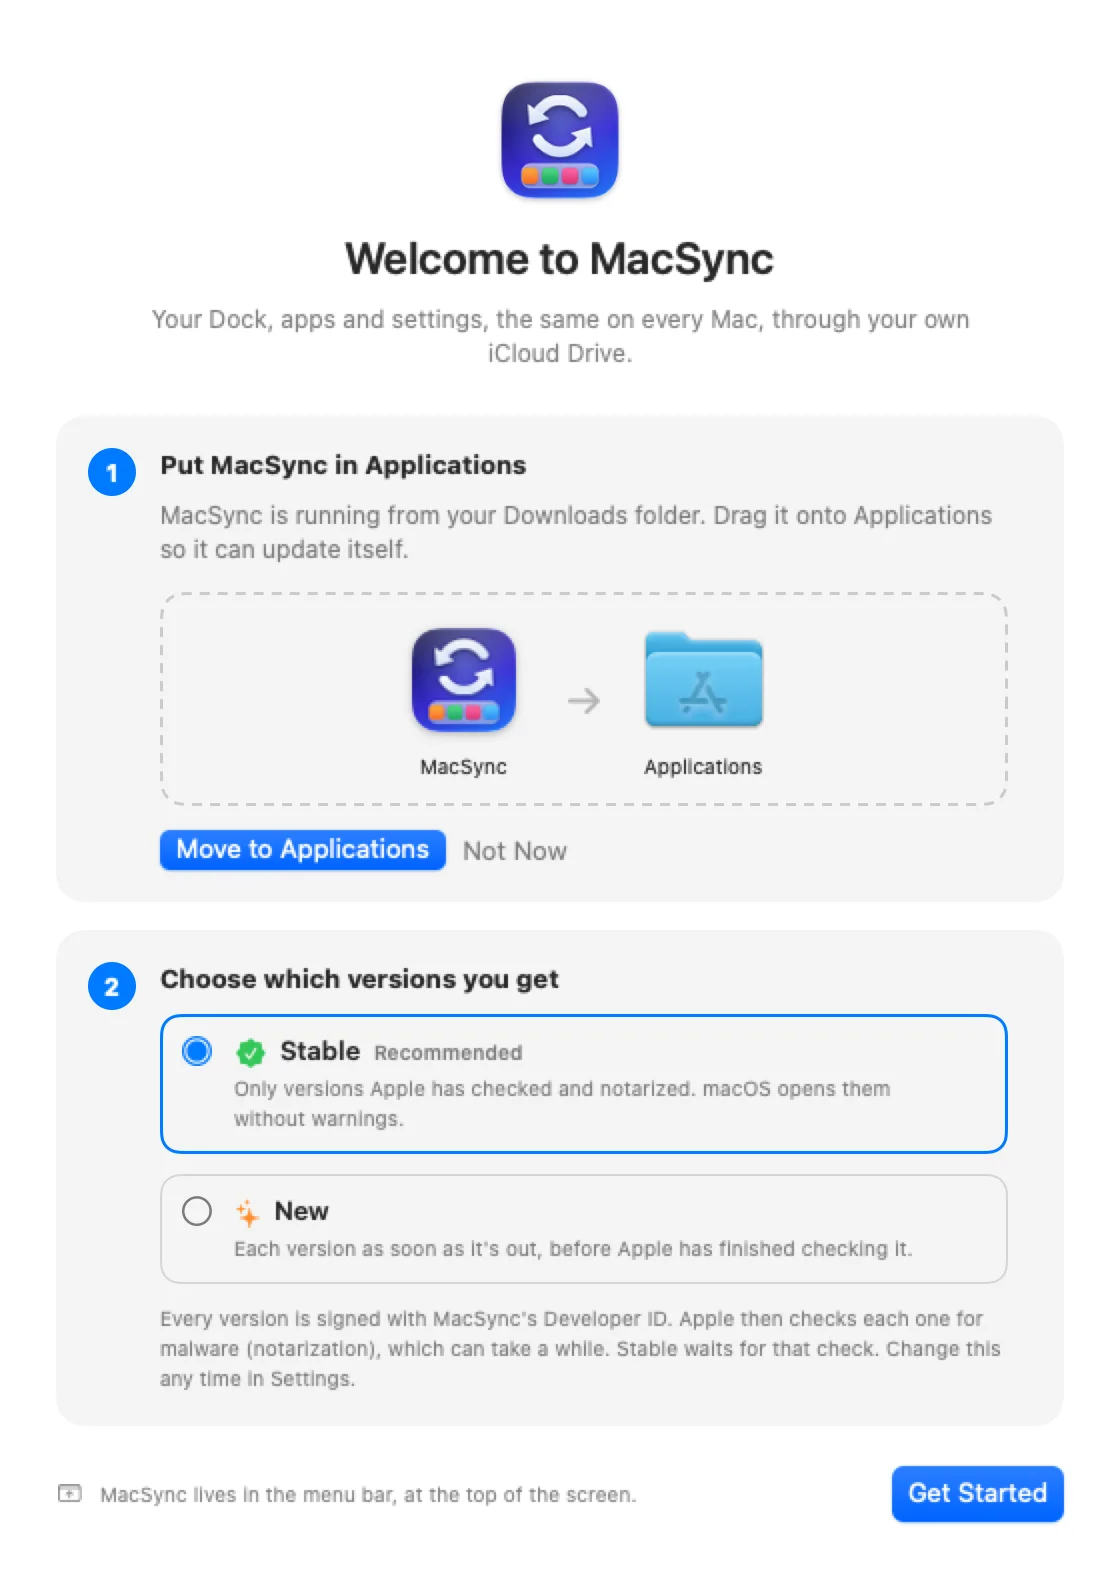 Welcome to MacSync
Your Dock, apps and settings, the same on every Mac, through your own
iCloud Drive.
1
Put MacSync in Applications
MacSync is running from your Downloads folder. Drag it onto Applications
so it can update itself.
MacSync
Applications
Move to Applications
Not Now
2
Choose which versions you get
Stable Recommended
Only versions Apple has checked and notarized. macOS opens them
without warnings.
New
Each version as soon as it's out, before Apple has finished checking it.
Every version is signed with MacSync's Developer ID. Apple then checks each one for
malware (notarization), which can take a while. Stable waits for that check. Change this
any time in Settings.
MacSync lives in the menu bar, at the top of the screen.
Get Started